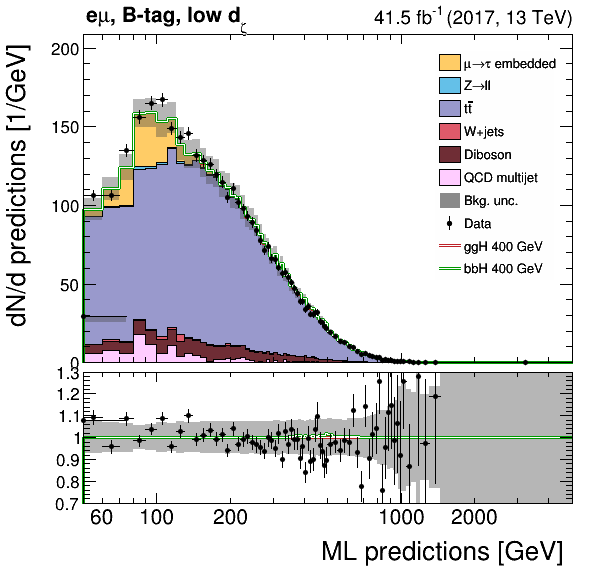 eμ, B-tag, low dζ
41.5 fb⁻¹ (2017, 13 TeV)
dN/d predictions [1/GeV]
200
150
100
50
0
μ→τ embedded
Z→ll
tt̅
W+jets
Diboson
QCD multijet
Bkg. unc.
Data
ggH 400 GeV
bbH 400 GeV
1.3
1.2
1.1
1
0.9
0.8
0.7
60 100 200 1000 2000
ML predictions [GeV]